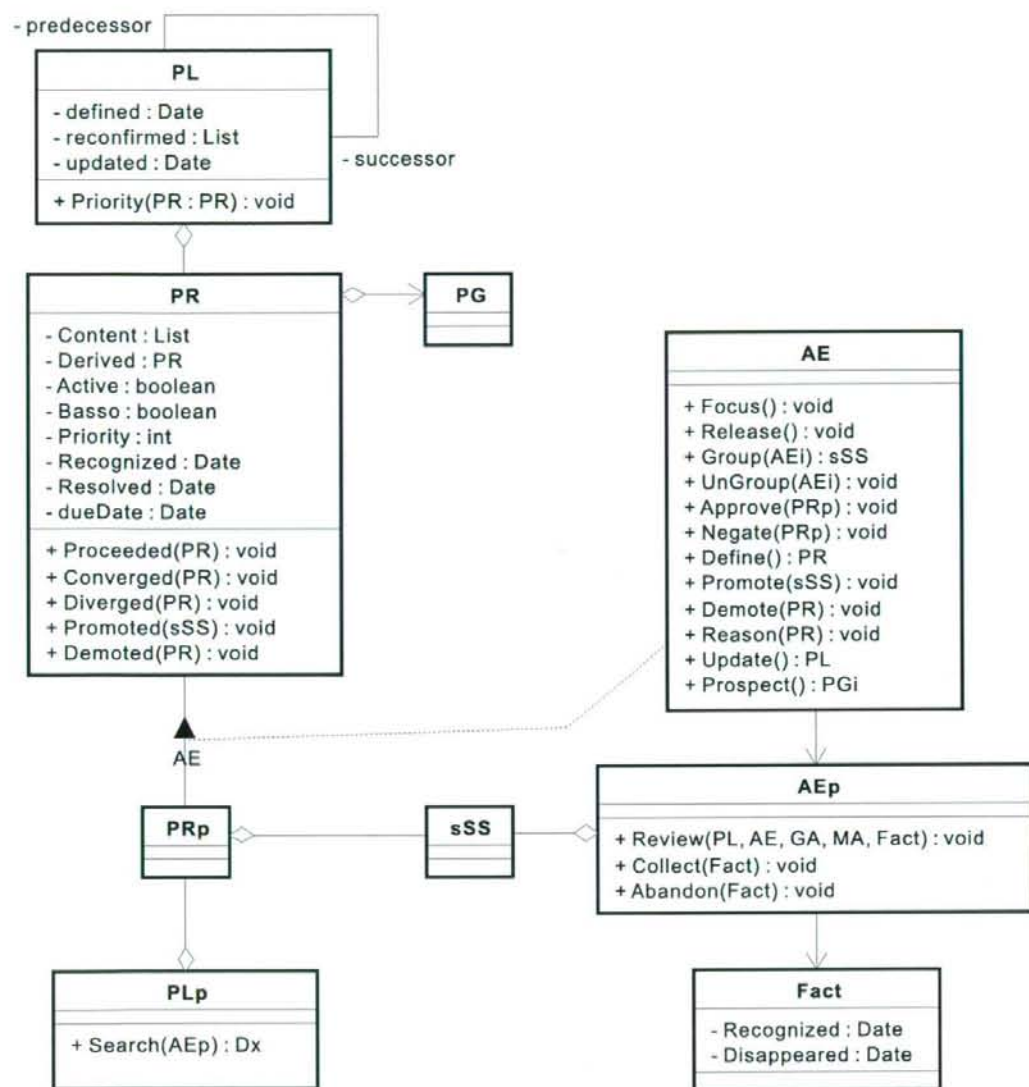 - predecessor
PL
- defined : Date
- reconfirmed : List
- updated : Date
- successor
+ Priority(PR : PR) : void
PR
- Content : List
- Derived : PR
- Active : boolean
- Basso : boolean
- Priority : int
- Recognized : Date
- Resolved : Date
- dueDate : Date
+ Proceeded(PR) : void
+ Converged(PR) : void
+ Diverged(PR) : void
+ Promoted(sSS) : void
+ Demoted(PR) : void
PG
AE
+ Focus() : void
+ Release() : void
+ Group(AEi) : sSS
+ UnGroup(AEi) : void
+ Approve(PRp) : void
+ Negate(PRp) : void
+ Define() : PR
+ Promote(sSS) : void
+ Demote(PR) : void
+ Reason(PR) : void
+ Update() : PL
+ Prospect() : PGi
AE
PRp
sSS
AEp
+ Review(PL, AE, GA, MA, Fact) : void
+ Collect(Fact) : void
+ Abandon(Fact) : void
PLp
+ Search(AEp) : Dx
Fact
- Recognized : Date
- Disappeared : Date